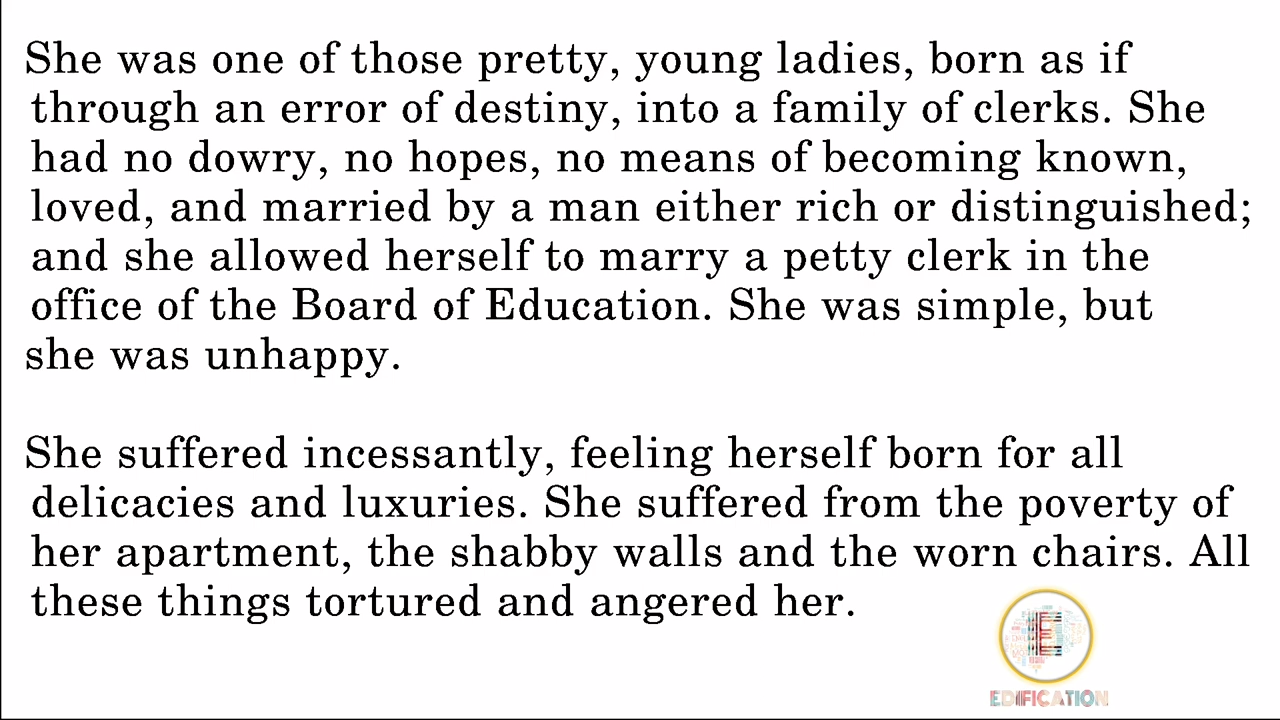 She was one of those pretty, young ladies, born as if
through an error of destiny, into a family of clerks. She
had no dowry, no hopes, no means of becoming known,
loved, and married by a man either rich or distinguished;
and she allowed herself to marry a petty clerk in the
office of the Board of Education. She was simple, but
she was unhappy.
She suffered incessantly, feeling herself born for all
delicacies and luxuries. She suffered from the poverty of
her apartment, the shabby walls and the worn chairs. All
these things tortured and angered her.
EDIFICATION